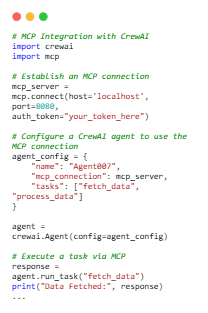 # MCP Integration with CrewAI
import crewai
import mcp

# Establish an MCP connection
mcp_server =
mcp.connect(host='localhost',
port=8080,
auth_token="your_token_here")

# Configure a CrewAI agent to use the
MCP connection
agent_config = {
    "name": "Agent007",
    "mcp_connection": mcp_server,
    "tasks": ["fetch_data",
"process_data"]
}

agent =
crewai.Agent(config=agent_config)

# Execute a task via MCP
response =
agent.run_task("fetch_data")
print("Data Fetched:", response)
...